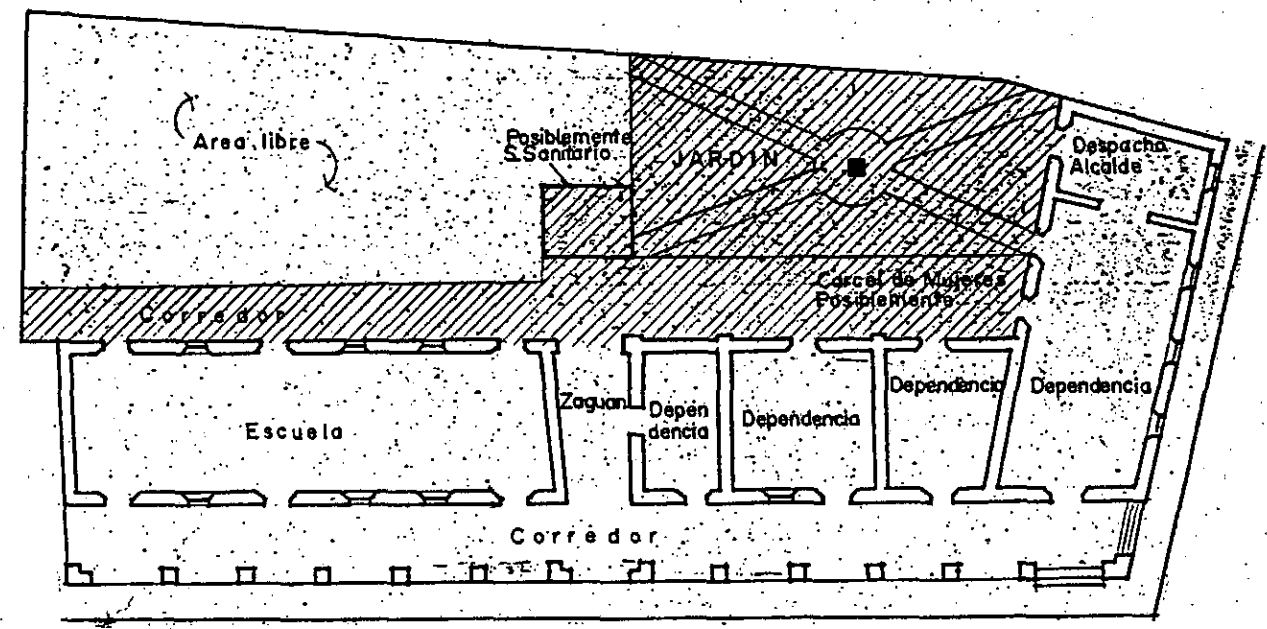 Area libre
Posiblemente
S. Sanitario
JARDIN
Despacho
Alcalde
Carcel de Mujeres
Posiblemente
Corredor
Escuela
Zaguan
Depen
dencia
Dependencia
Dependencia
Dependencia
Corredor